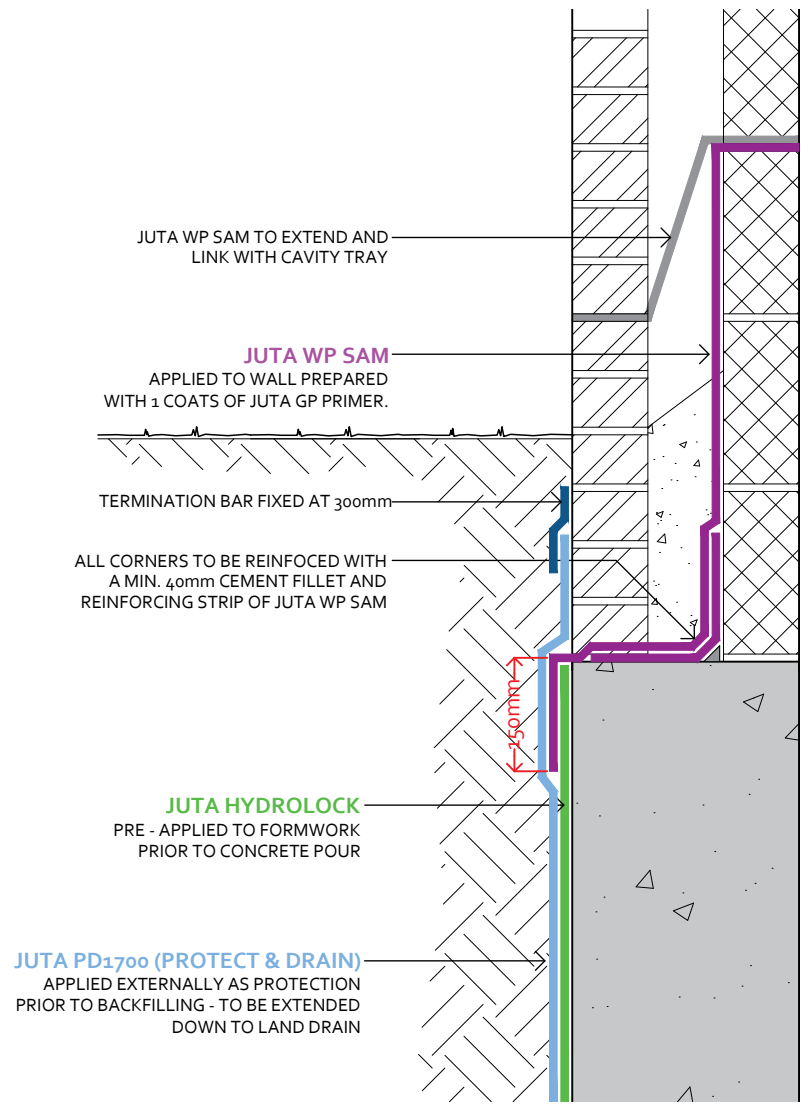 JUTA WP SAM TO EXTEND AND
LINK WITH CAVITY TRAY
JUTA WP SAM
APPLIED TO WALL PREPARED
WITH 1 COATS OF JUTA GP PRIMER.
TERMINATION BAR FIXED AT 300mm
ALL CORNERS TO BE REINFOCED WITH
A MIN. 40mm CEMENT FILLET AND
REINFORCING STRIP OF JUTA WP SAM
150mm
JUTA HYDROLOCK
PRE - APPLIED TO FORMWORK
PRIOR TO CONCRETE POUR
JUTA PD1700 (PROTECT & DRAIN)
APPLIED EXTERNALLY AS PROTECTION
PRIOR TO BACKFILLING - TO BE EXTENDED
DOWN TO LAND DRAIN